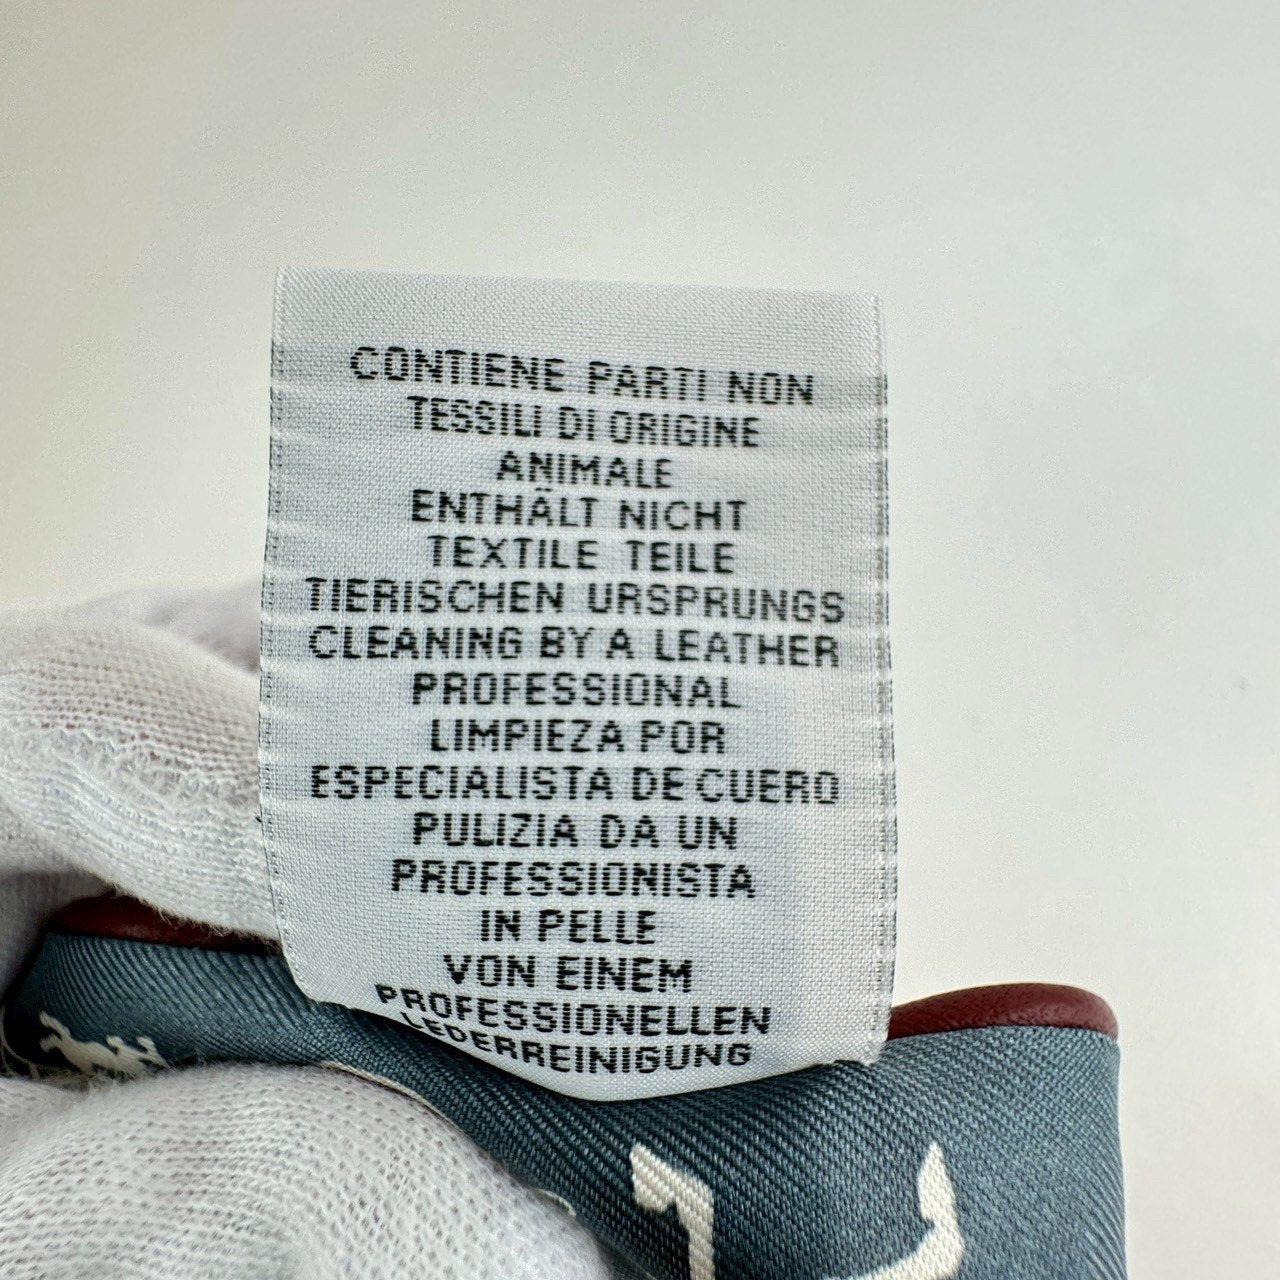 CONTIENE PARTI NON
TESSILI DI ORIGINE
ANIMALE
ENTHÄLT NICHT
TEXTILE TEILE
TIERISCHEN URSPRUNGS
CLEANING BY A LEATHER
PROFESSIONAL
LIMPIEZA POR
ESPECIALISTA DE CUERO
PULIZIA DA UN
PROFESSIONISTA
IN PELLE
VON EINEM
PROFESSIONELLEN
LEDERREINIGUNG